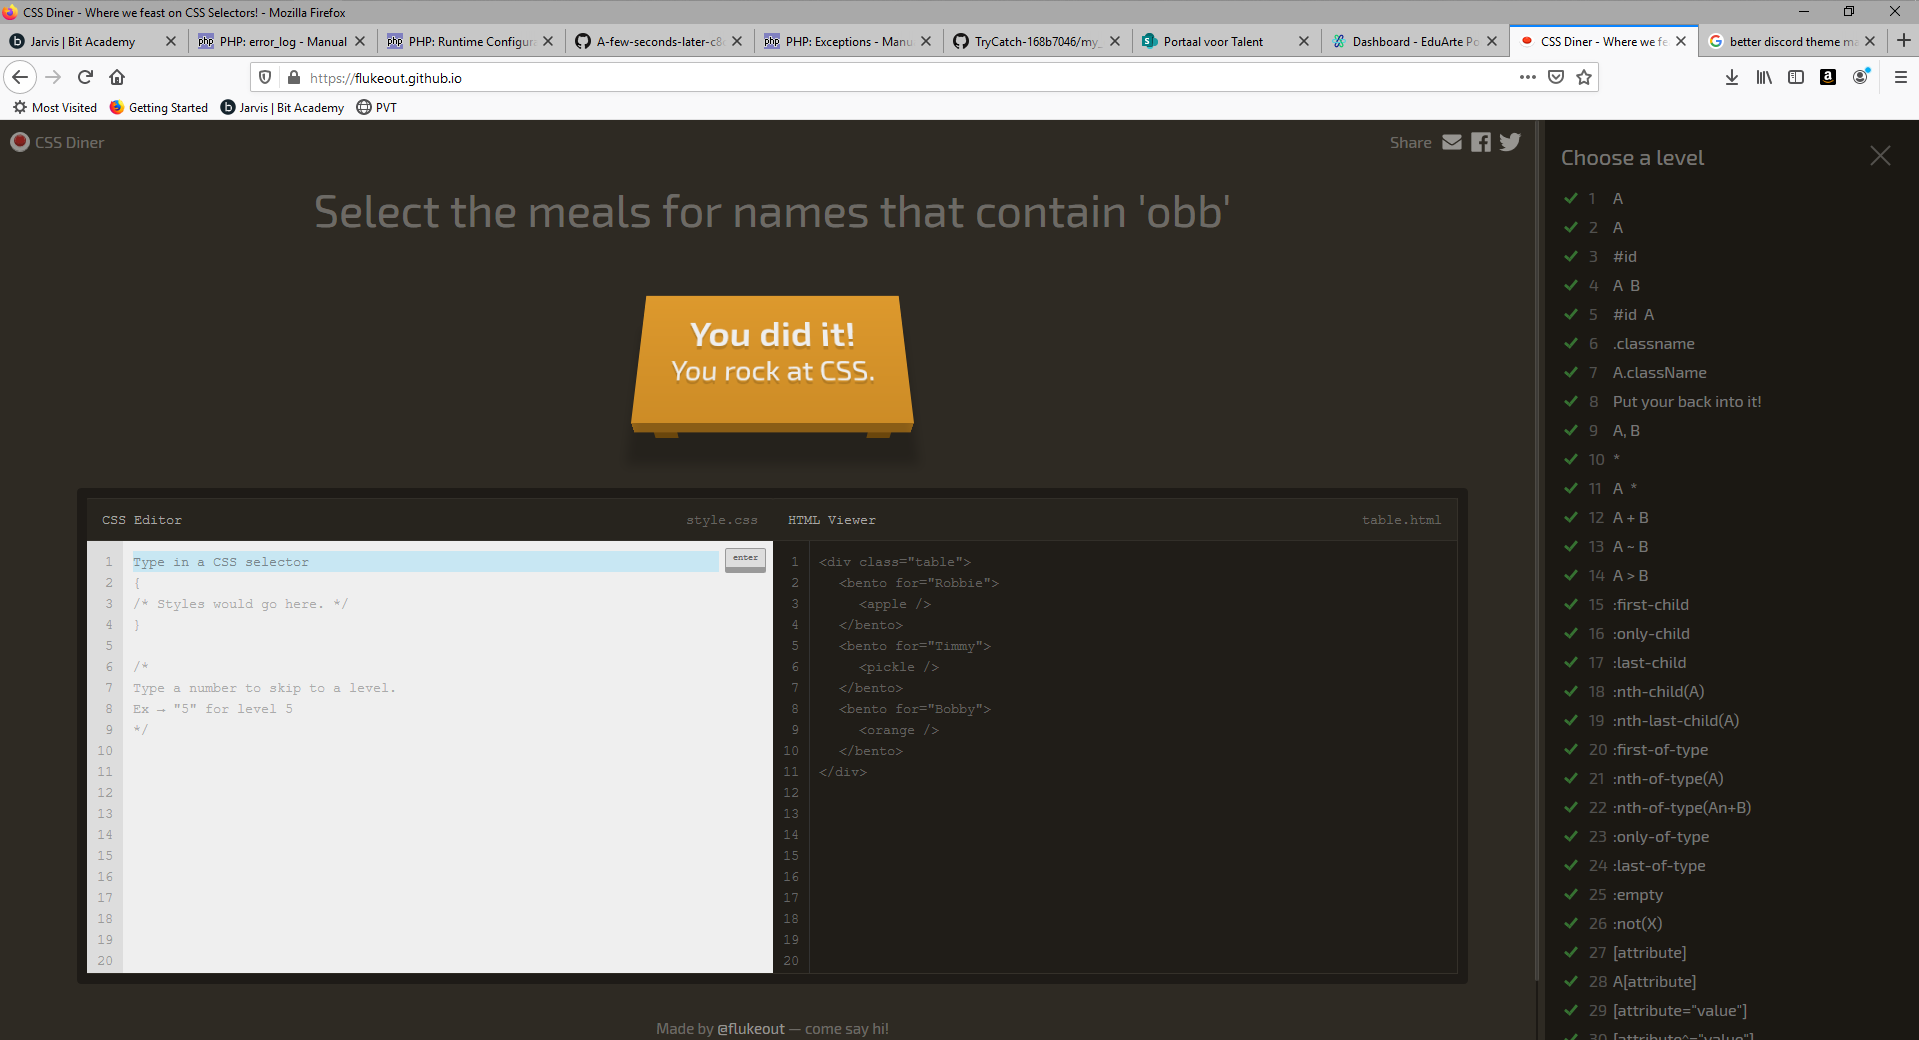 CSS Diner - Where we feast on CSS Selectors! - Mozilla Firefox
Jarvis | Bit Academy
PHP: error_log - Manual
PHP: Runtime Configura
A-few-seconds-later-c8
PHP: Exceptions - Manu
TryCatch-168b7046/my_
Portaal voor Talent
Dashboard - EduArte Po
CSS Diner - Where we fe
better discord theme ma
https://flukeout.github.io
Most Visited
Getting Started
Jarvis | Bit Academy
PVT
CSS Diner
Share
Select the meals for names that contain 'obb'
You did it!
You rock at CSS.
CSS Editor
style.css
1 Type in a CSS selector
enter
2 {
3 /* Styles would go here. */
4 }
5
6 /*
7 Type a number to skip to a level.
8 Ex → "5" for level 5
9 */
10
11
12
13
14
15
16
17
18
19
20
HTML Viewer
table.html
1 <div class="table">
2 <bento for="Robbie">
3 <apple />
4 </bento>
5 <bento for="Timmy">
6 <pickle />
7 </bento>
8 <bento for="Bobby">
9 <orange />
10 </bento>
11 </div>
12
13
14
15
16
17
18
19
20
Made by @flukeout — come say hi!
Choose a level
1 A
2 A
3 #id
4 A B
5 #id A
6 .classname
7 A.className
8 Put your back into it!
9 A, B
10 *
11 A *
12 A + B
13 A ~ B
14 A > B
15 :first-child
16 :only-child
17 :last-child
18 :nth-child(A)
19 :nth-last-child(A)
20 :first-of-type
21 :nth-of-type(A)
22 :nth-of-type(An+B)
23 :only-of-type
24 :last-of-type
25 :empty
26 :not(X)
27 [attribute]
28 A[attribute]
29 [attribute="value"]
30 [attribute^="value"]